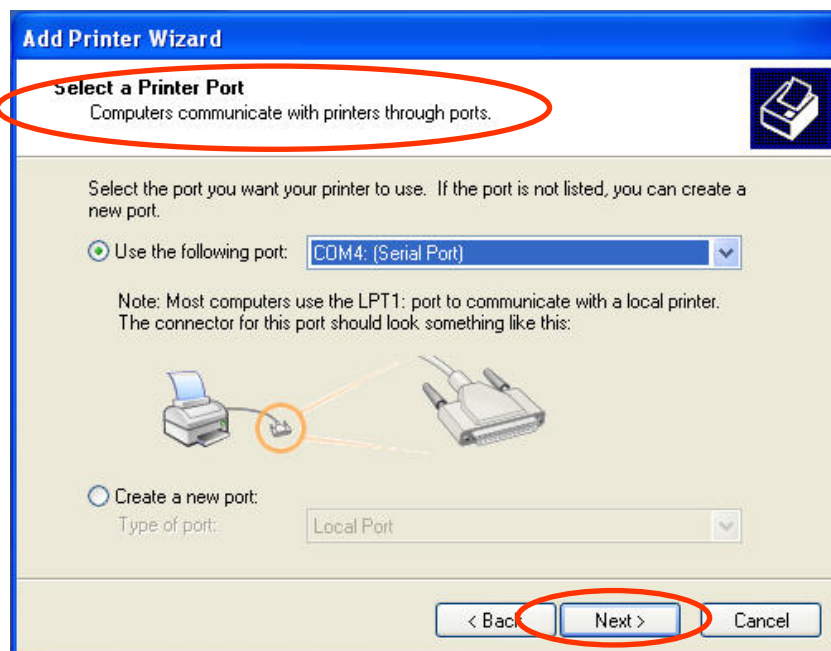 Add Printer Wizard
Select a Printer Port
Computers communicate with printers through ports.
Select the port you want your printer to use. If the port is not listed, you can create a
new port.
Use the following port: COM4: (Serial Port)
Note: Most computers use the LPT1: port to communicate with a local printer.
The connector for this port should look something like this:
Create a new port:
Type of port: Local Port
< Back Next > Cancel